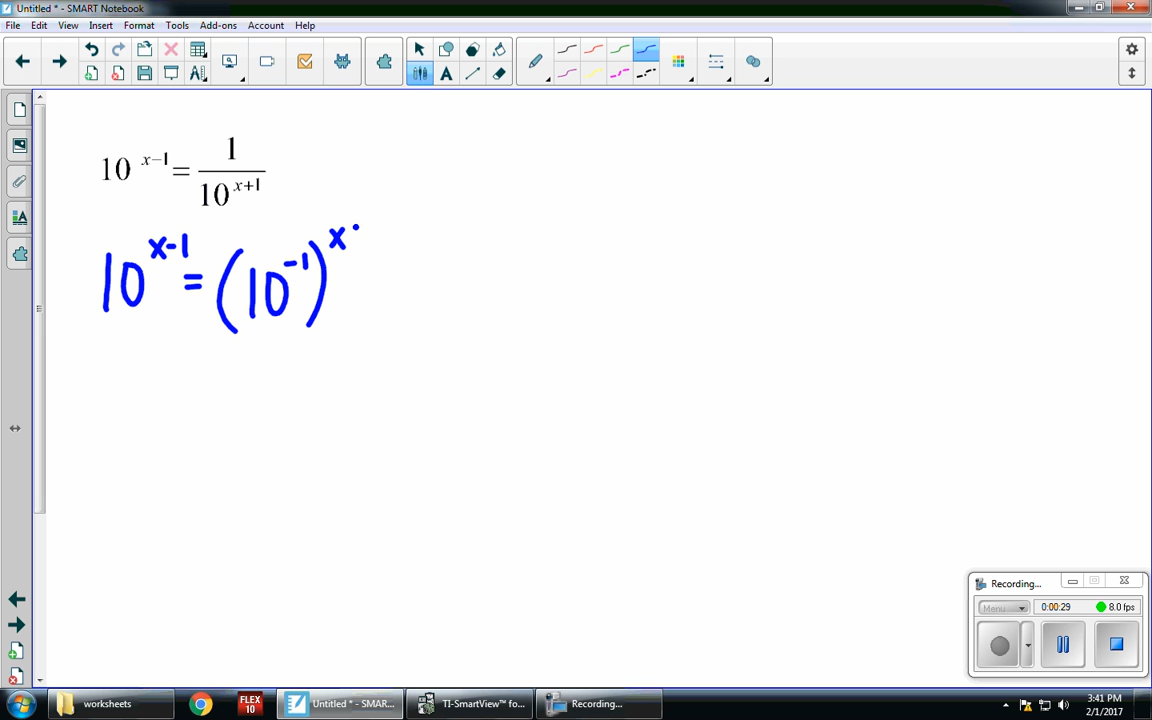 Untitled * - SMART Notebook
File Edit View Insert Format Tools Add-ons Account Help
10^{x-1} = \frac{1}{10^{x+1}}
10^{x-1} = (10^{-1})^{x
Recording...
Menu
0:00:29
8.0 fps
worksheets
FLEX
10
Untitled * - SMAR...
TI-SmartView™ fo...
Recording...
3:41 PM
2/1/2017